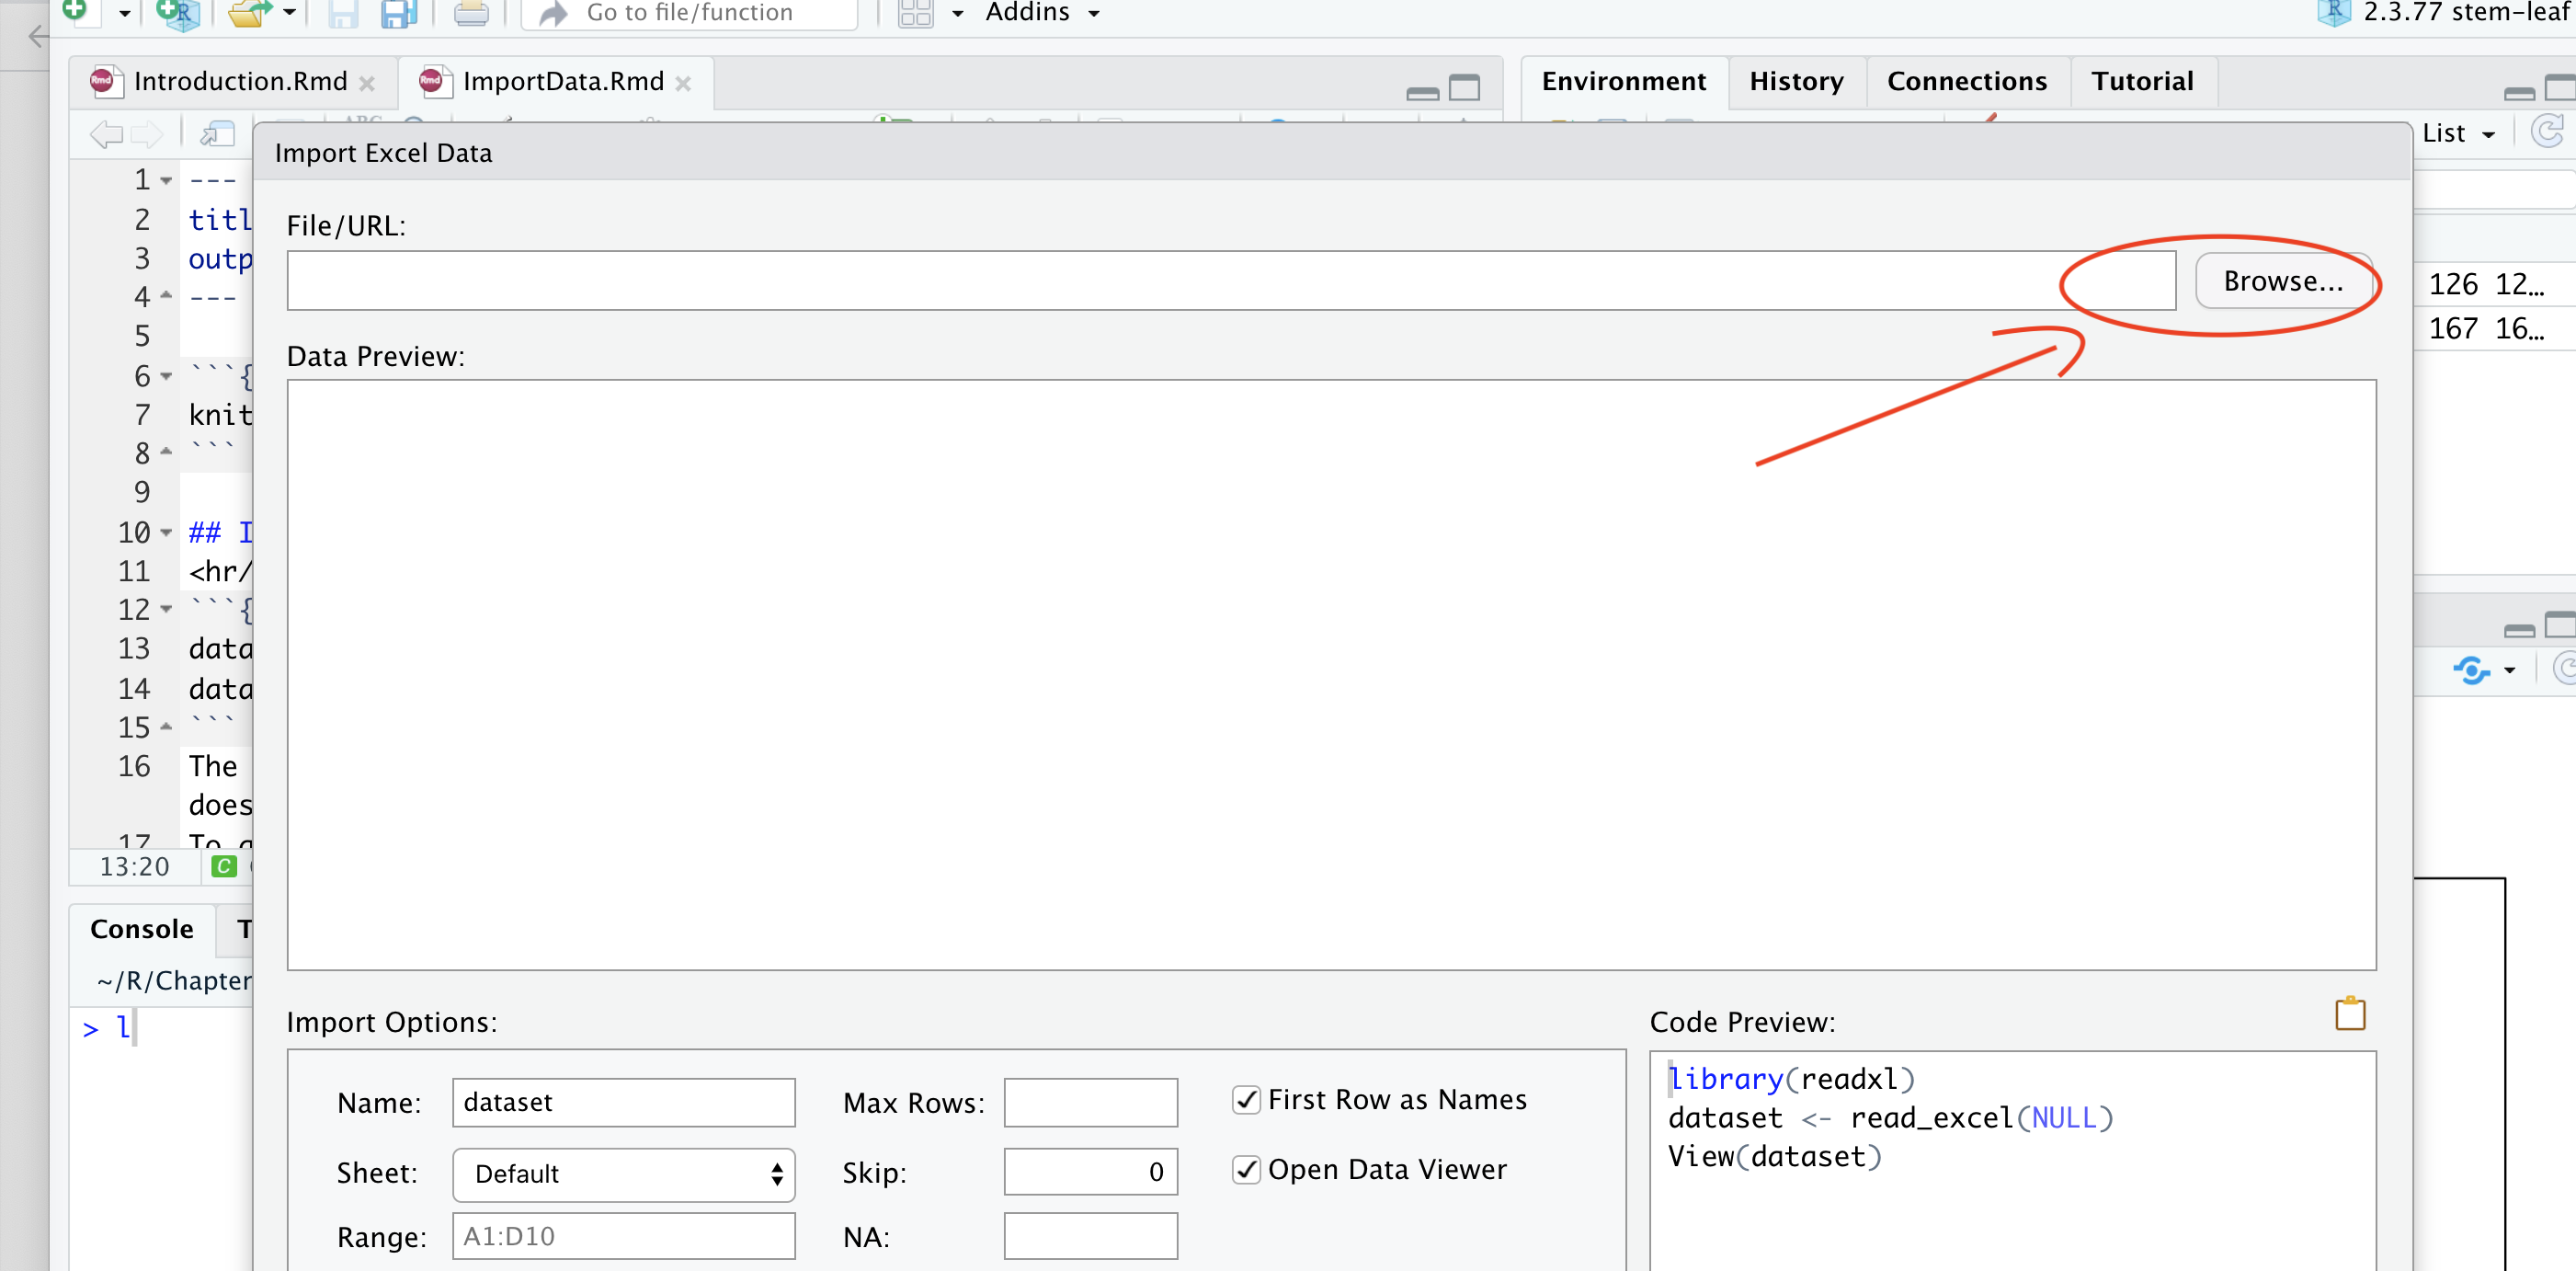 Go to file/function
Addins
2.3.77 stem-leaf
Introduction.Rmd
ImportData.Rmd
Environment
History
Connections
Tutorial
List
Import Excel Data
File/URL:
Browse...
126 12...
167 16...
Data Preview:
1 ---
2 titl
3 outp
4 ---
5
6 ```{
7 knit
8 ```
9
10 ## I
11 <hr/
12 ```{
13 data
14 data
15 ```
16 The
does
17 To
13:20
C
Console
T
~/R/Chapter
> l
Import Options:
Name: dataset
Max Rows:
First Row as Names
Sheet: Default
Skip: 0
Open Data Viewer
Range: A1:D10
NA:
Code Preview:
library(readxl)
dataset <- read_excel(NULL)
View(dataset)